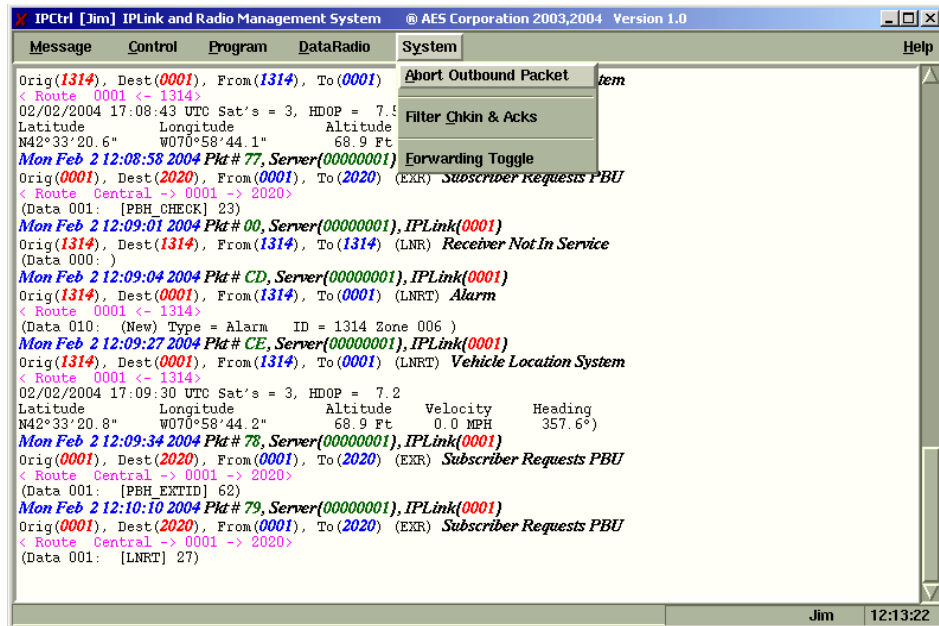 IPCtrl [Jim] IPLink and Radio Management System ® AES Corporation 2003,2004 Version 1.0
Message Control Program DataRadio System Help
Abort Outbound Packet
Filter Chkin & Acks
Forwarding Toggle
Orig(1314), Dest(0001), From(1314), To(0001) tem
< Route 0001 <- 1314>
02/02/2004 17:08:43 UTC Sat's = 3, HDOP = 7.5
Latitude Longitude Altitude
N42°33'20.6" W070°58'44.1" 68.9 Ft
Mon Feb 2 12:08:58 2004 Pkt # 77, Server{00000001}
Orig(0001), Dest(2020), From(0001), To(2020) (EXR) Subscriber Requests PBU
< Route Central -> 0001 -> 2020>
(Data 001: [PBH_CHECK] 23)
Mon Feb 2 12:09:01 2004 Pkt # 00, Server{00000001}, IPLink{0001}
Orig(1314), Dest(1314), From(1314), To(1314) (LNR) Receiver Not In Service
(Data 000: )
Mon Feb 2 12:09:04 2004 Pkt # CD, Server{00000001}, IPLink{0001}
Orig(1314), Dest(0001), From(1314), To(0001) (LNRT) Alarm
< Route 0001 <- 1314>
(Data 010: (New) Type = Alarm ID = 1314 Zone 006 )
Mon Feb 2 12:09:27 2004 Pkt # CE, Server{00000001}, IPLink{0001}
Orig(1314), Dest(0001), From(1314), To(0001) (LNRT) Vehicle Location System
< Route 0001 <- 1314>
02/02/2004 17:09:30 UTC Sat's = 3, HDOP = 7.2
Latitude Longitude Altitude Velocity Heading
N42°33'20.8" W070°58'44.2" 68.9 Ft 0.0 MPH 357.6°)
Mon Feb 2 12:09:34 2004 Pkt # 78, Server{00000001}, IPLink{0001}
Orig(0001), Dest(2020), From(0001), To(2020) (EXR) Subscriber Requests PBU
< Route Central -> 0001 -> 2020>
(Data 001: [PBH_EXTID] 62)
Mon Feb 2 12:10:10 2004 Pkt # 79, Server{00000001}, IPLink{0001}
Orig(0001), Dest(2020), From(0001), To(2020) (EXR) Subscriber Requests PBU
< Route Central -> 0001 -> 2020>
(Data 001: [LNRT] 27)
Jim 12:13:22